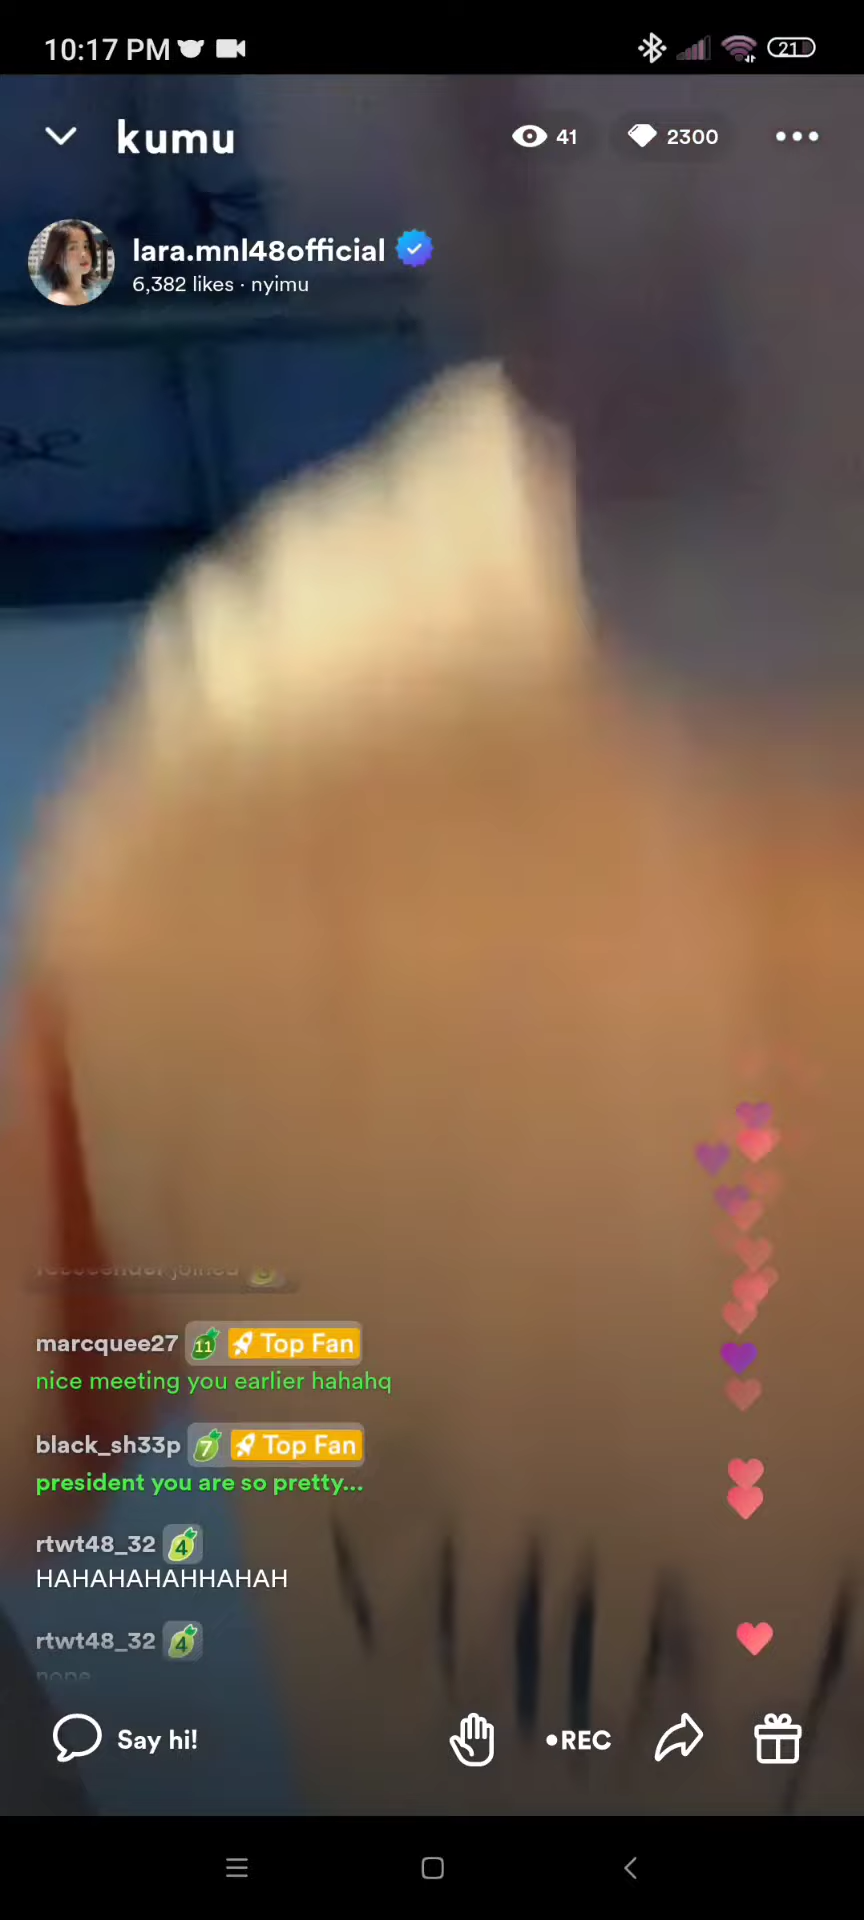 10:17 PM
21
kumu
41
2300
lara.mnl48official
6,382 likes · nyimu
joined
marcquee27 11 Top Fan
nice meeting you earlier hahahq
black_sh33p 7 Top Fan
president you are so pretty...
rtwt48_32 4
HAHAHAHAHHAHAH
rtwt48_32 4
nope
Say hi!
•REC